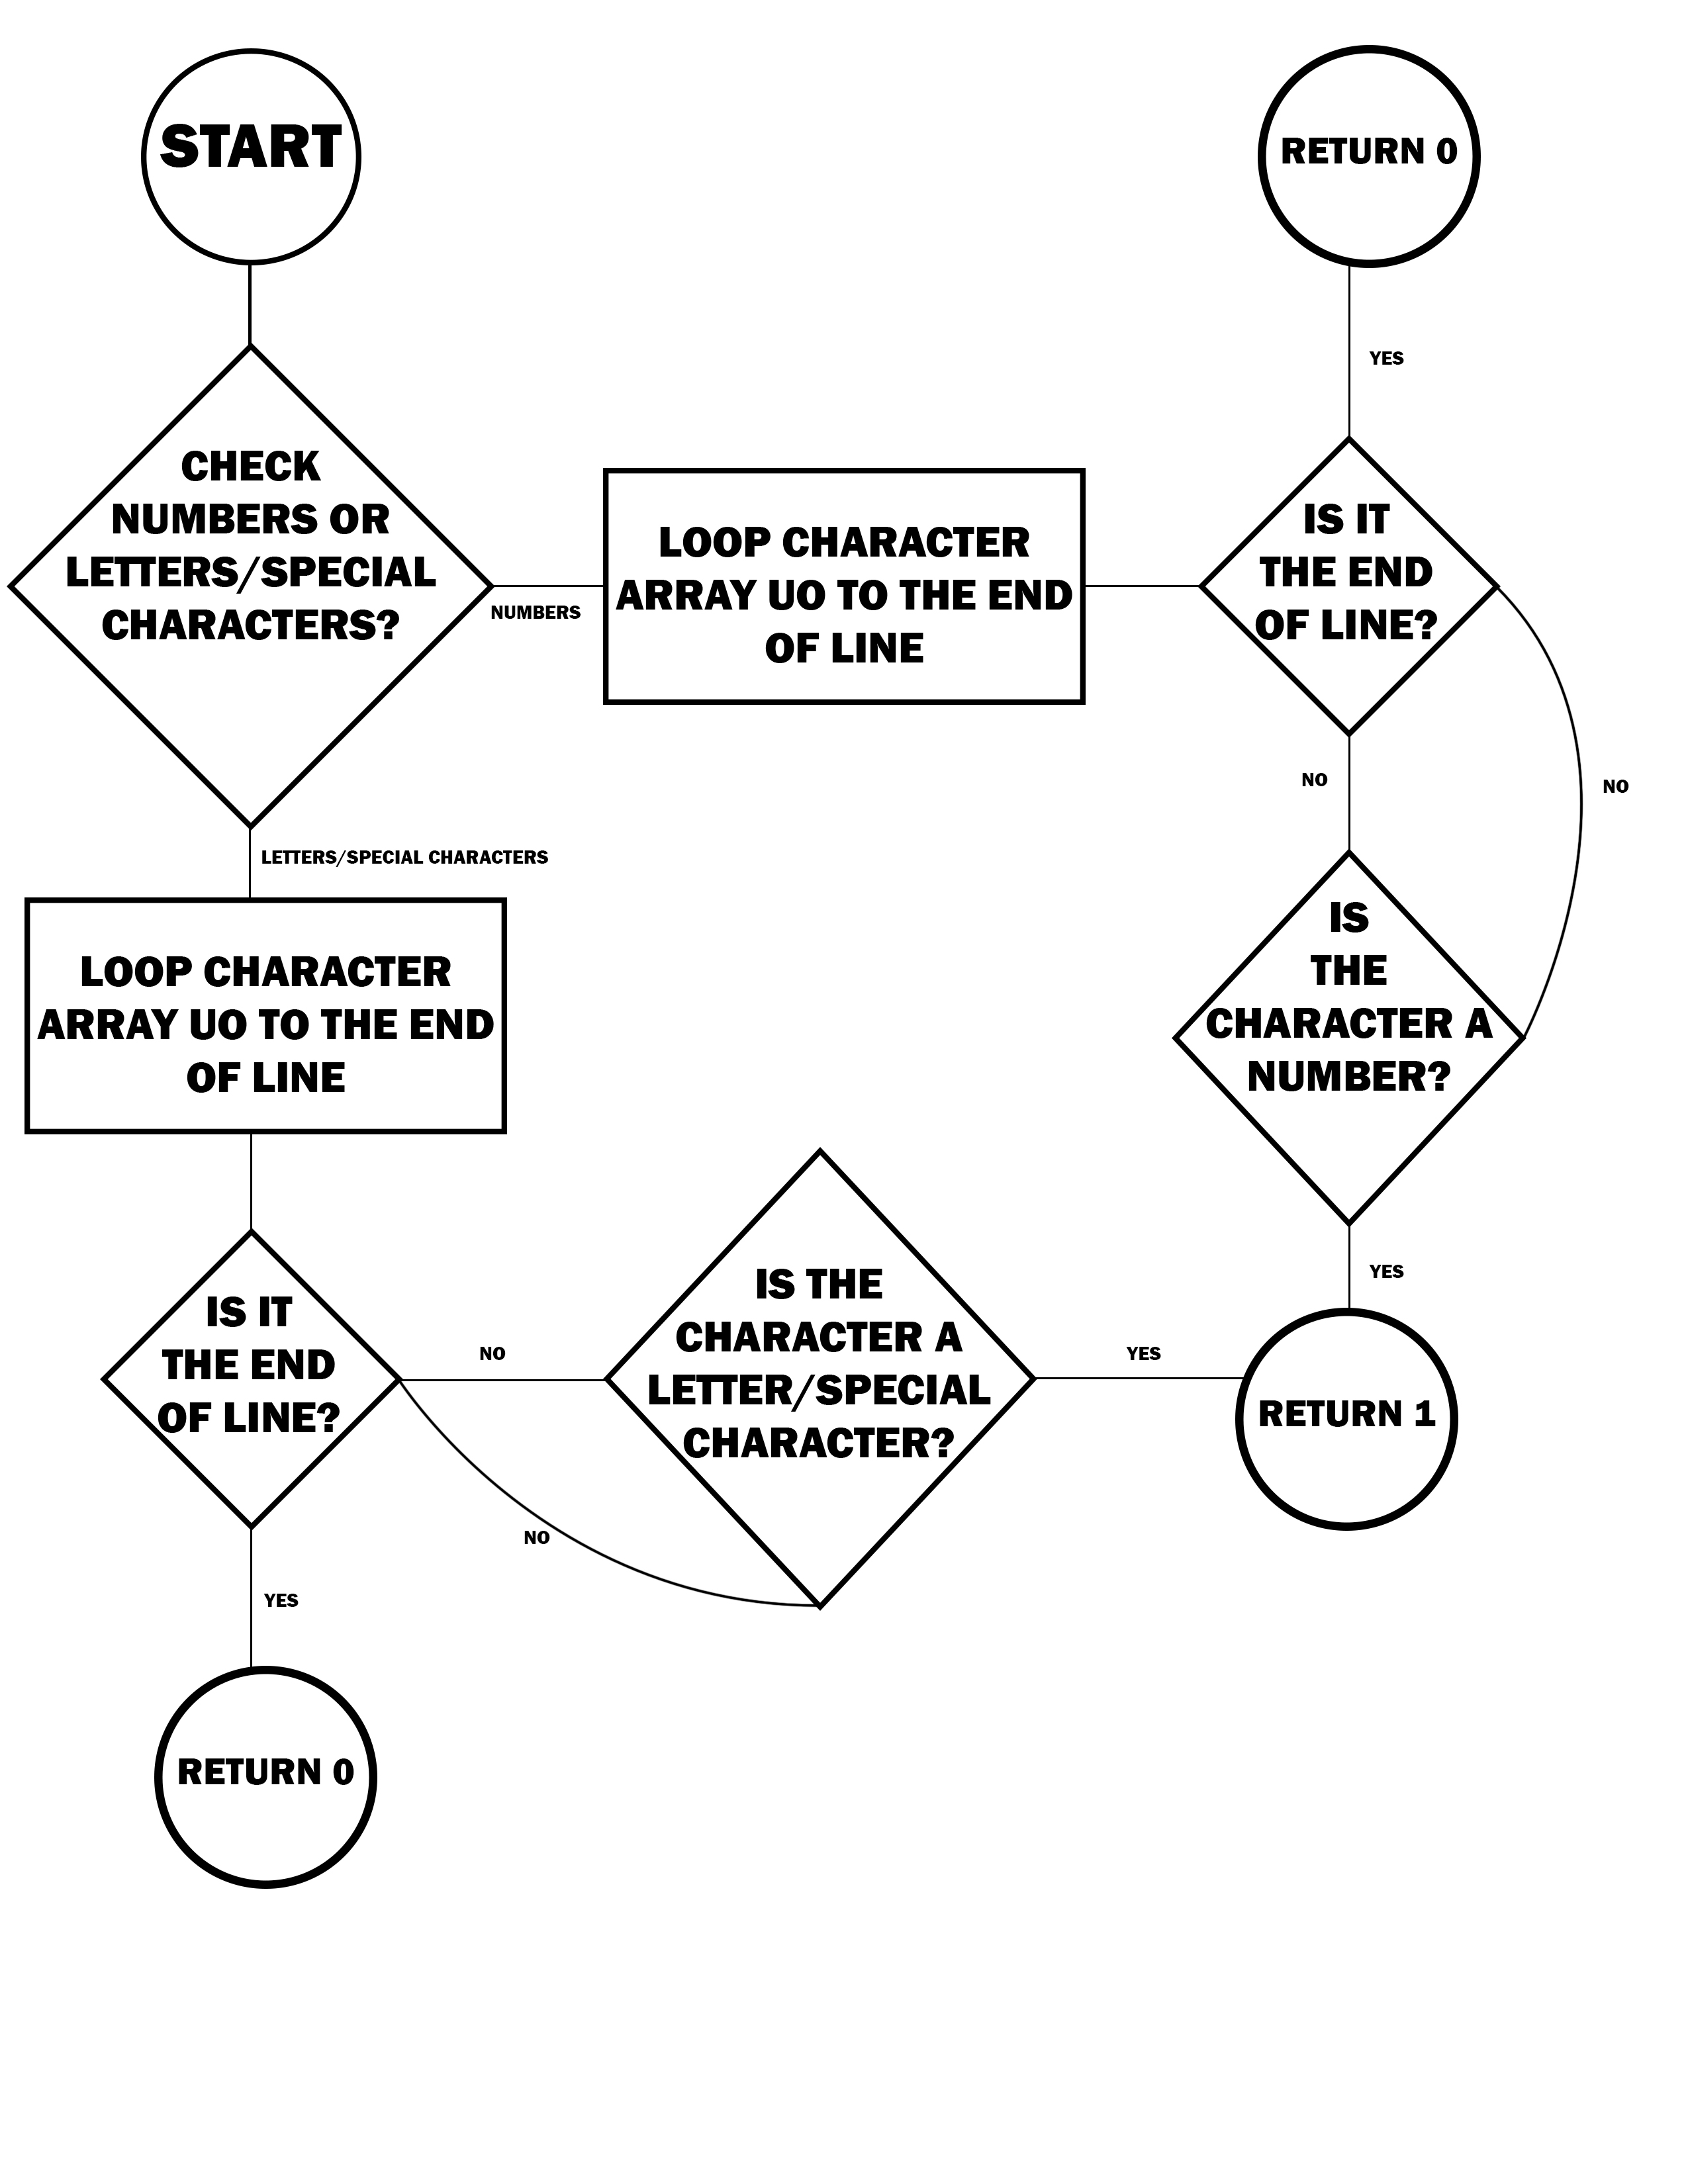 START
RETURN 0
YES
CHECK
NUMBERS OR
LETTERS/SPECIAL
CHARACTERS?
NUMBERS
LOOP CHARACTER
ARRAY UO TO THE END
OF LINE
IS IT
THE END
OF LINE?
NO
NO
LETTERS/SPECIAL CHARACTERS
IS
THE
CHARACTER A
NUMBER?
YES
LOOP CHARACTER
ARRAY UO TO THE END
OF LINE
IS IT
THE END
OF LINE?
NO
NO
IS THE
CHARACTER A
LETTER/SPECIAL
CHARACTER?
YES
RETURN 1
YES
RETURN 0